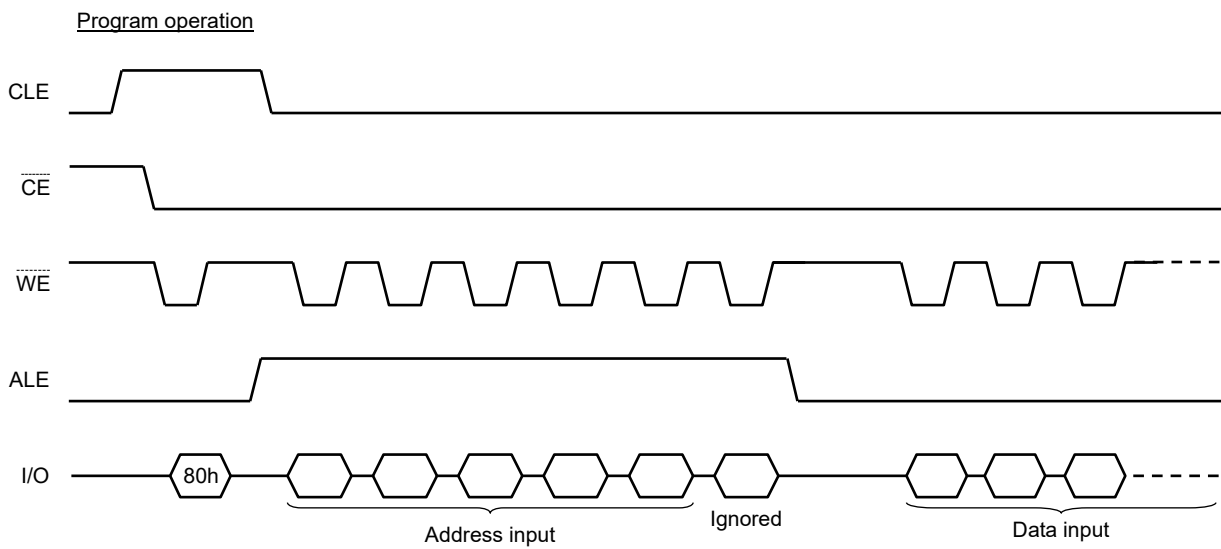 Program operation
CLE
CE
WE
ALE
I/O
80h
Address input
Ignored
Data input